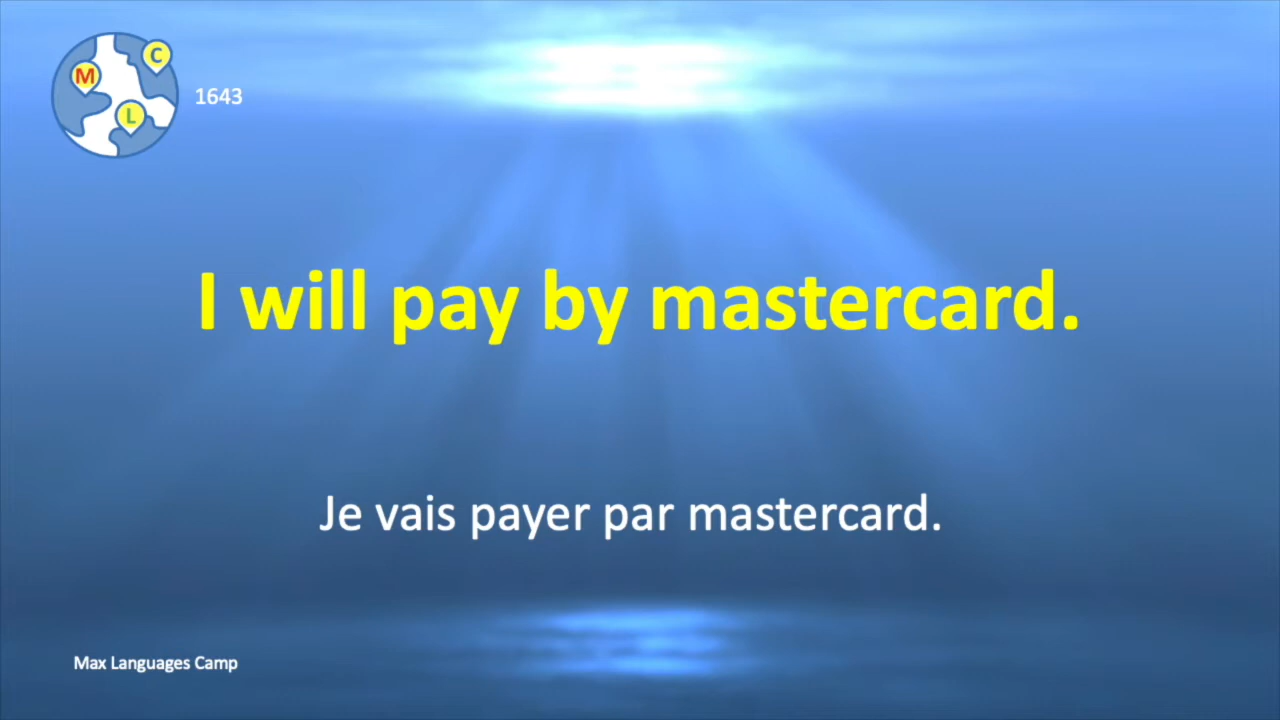 C
M
1643
L
I will pay by mastercard.
Je vais payer par mastercard.
Max Languages Camp